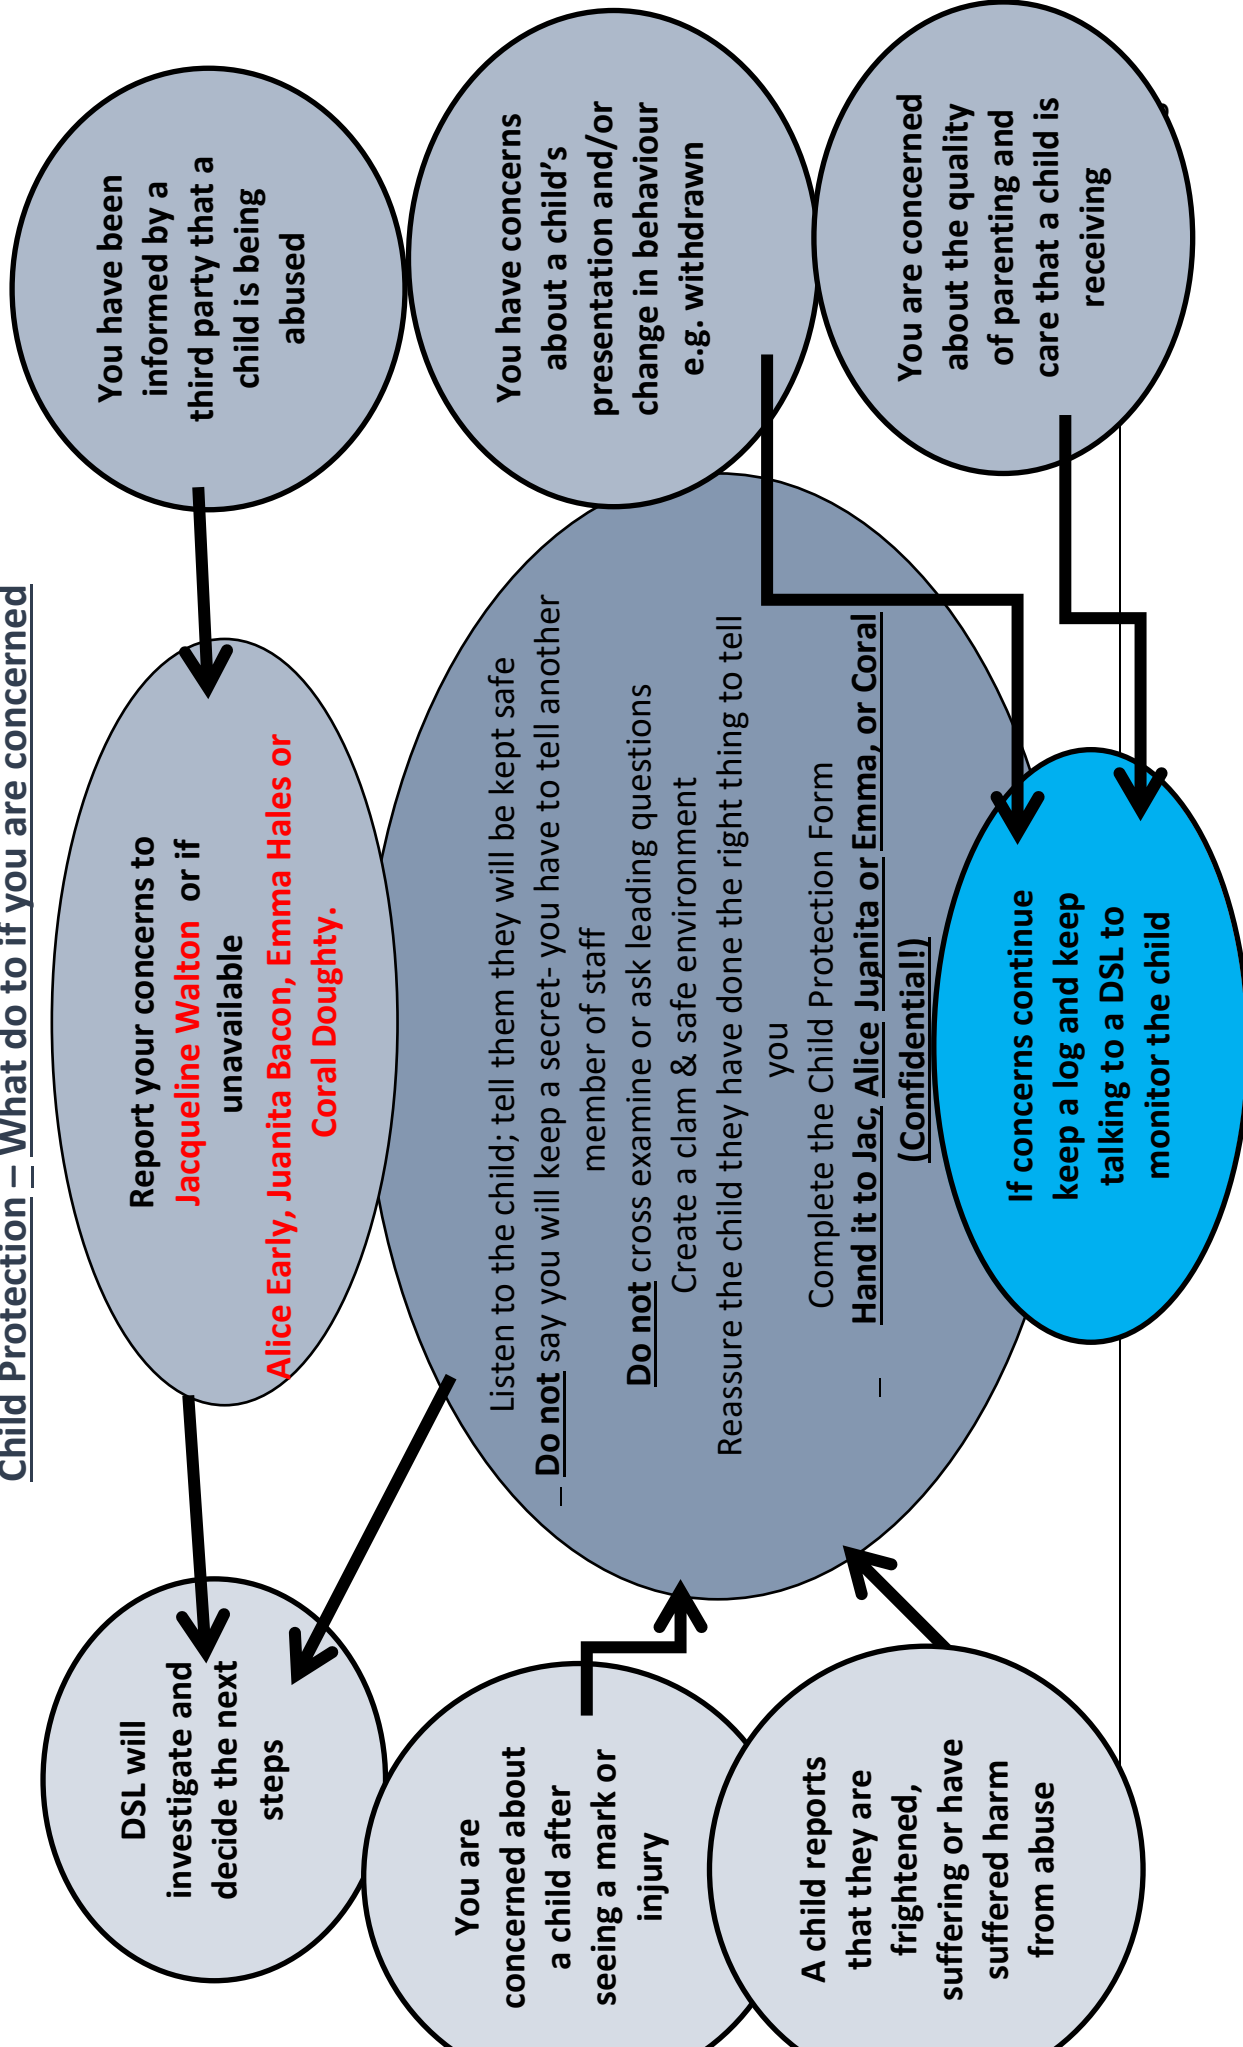 Child Protection – What do to if you are concerned
DSL will
investigate and
decide the next
steps
Report your concerns to
Jacqueline Walton or if
unavailable
Alice Early, Juanita Bacon, Emma Hales or
Coral Doughty.
You have been
informed by a
third party that a
child is being
abused
You are
concerned about
a child after
seeing a mark or
injury
Listen to the child; tell them they will be kept safe
Do not say you will keep a secret- you have to tell another
member of staff
Do not cross examine or ask leading questions
Create a clam & safe environment
Reassure the child they have done the right thing to tell
you
Complete the Child Protection Form
Hand it to Jac, Alice Juanita or Emma, or Coral
(Confidential!)
You have concerns
about a child’s
presentation and/or
change in behaviour
e.g. withdrawn
A child reports
that they are
frightened,
suffering or have
suffered harm
from abuse
If concerns continue
keep a log and keep
talking to a DSL to
monitor the child
You are concerned
about the quality
of parenting and
care that a child is
receiving